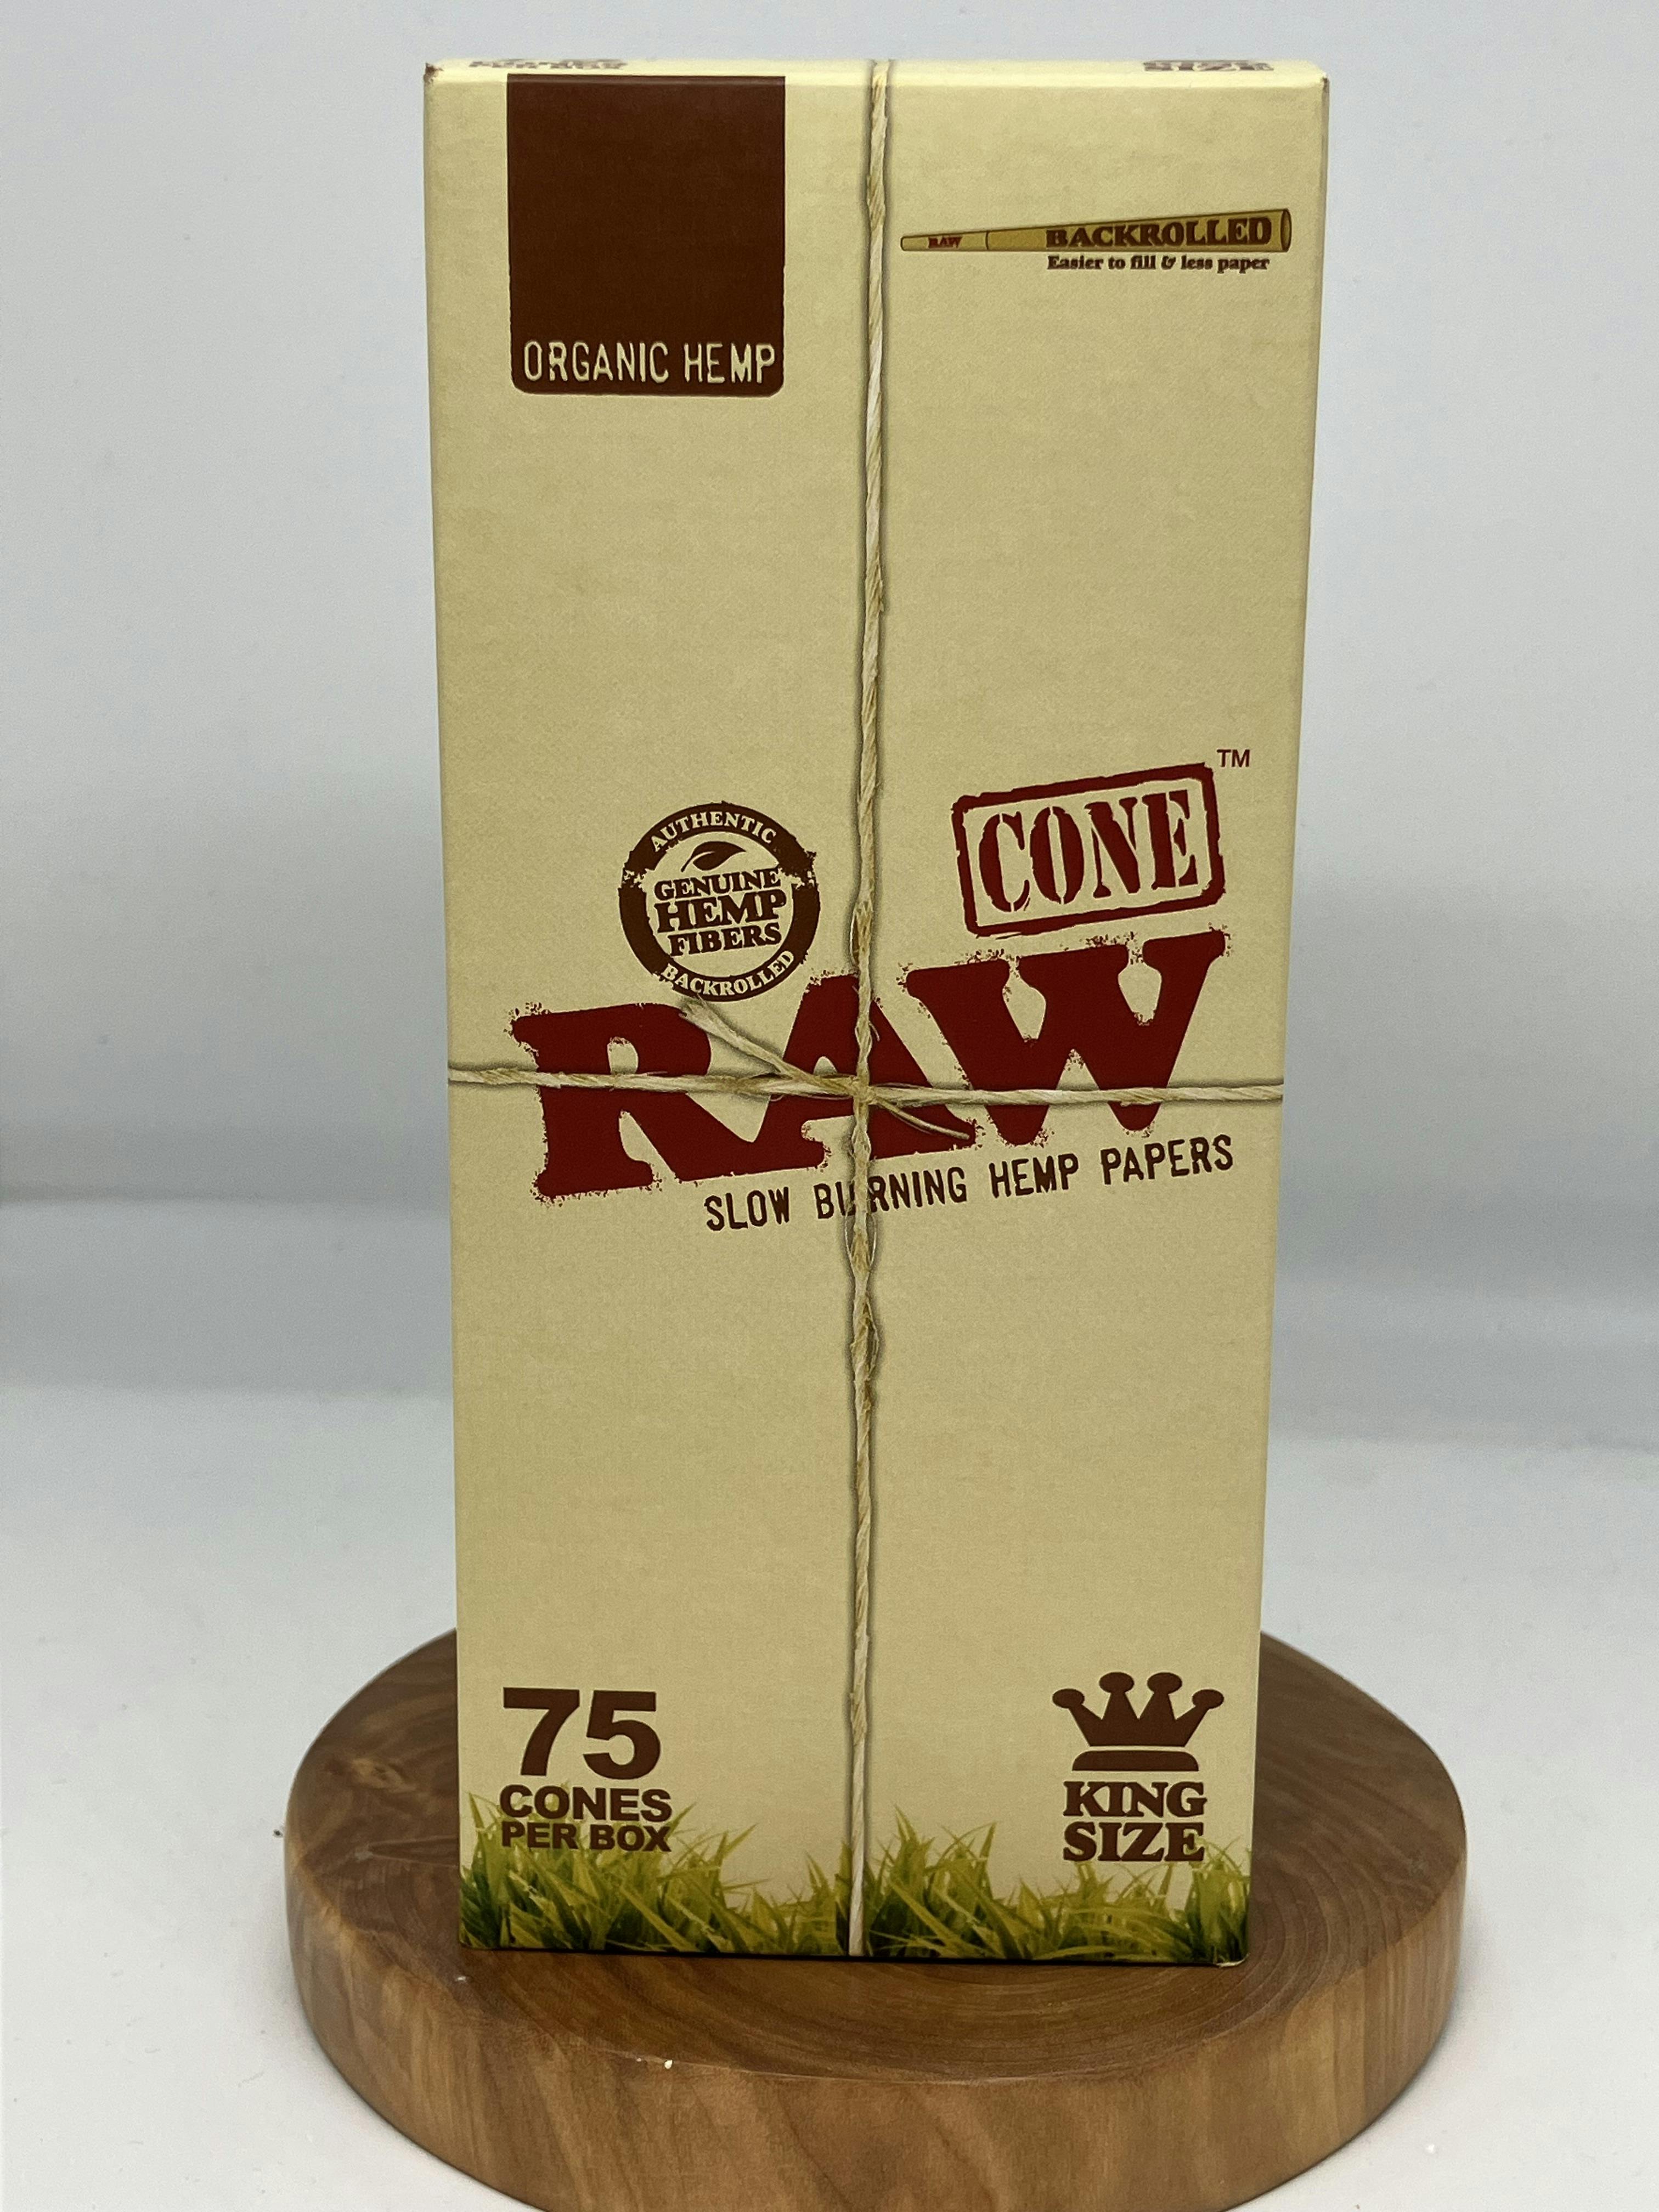 ORGANIC HEMP
RAW
BACKROLLED
Easier to fill & less paper
CONE
TM
AUTHENTIC
GENUINE
HEMP
FIBERS
BACKROLLED
RAW
SLOW BURNING HEMP PAPERS
75
CONES
PER BOX
KING
SIZE